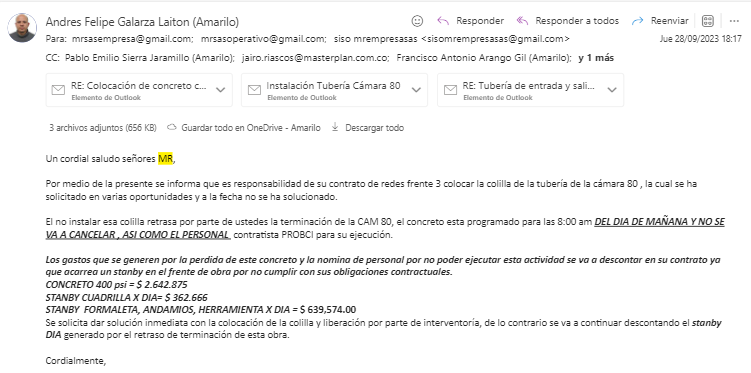 Andres Felipe Galarza Laiton (Amarilo)
Responder
Responder a todos
Reenviar
Para: mrsasempresa@gmail.com; mrsasoperativo@gmail.com; siso mrempresasas <sisomrempresasas@gmail.com>
Jue 28/09/2023 18:17
CC: Pablo Emilio Sierra Jaramillo (Amarilo); jairo.riascos@masterplan.com.co; Francisco Antonio Arango Gil (Amarilo); y 1 más
RE: Colocación de concreto c...
Elemento de Outlook
Instalación Tubería Cámara 80
Elemento de Outlook
RE: Tubería de entrada y sali...
Elemento de Outlook
3 archivos adjuntos (656 KB)
Guardar todo en OneDrive - Amarilo
Descargar todo
Un cordial saludo señores MR,
Por medio de la presente se informa que es responsabilidad de su contrato de redes frente 3 colocar la colilla de la tubería de la cámara 80 , la cual se ha
solicitado en varias oportunidades y a la fecha no se ha solucionado.
El no instalar esa colilla retrasa por parte de ustedes la terminación de la CAM 80, el concreto esta programado para las 8:00 am DEL DIA DE MAÑANA Y NO SE
VA A CANCELAR , ASI COMO EL PERSONAL contratista PROBCI para su ejecución.
Los gastos que se generen por la perdida de este concreto y la nomina de personal por no poder ejecutar esta actividad se va a descontar en su contrato ya
que acarrea un stanby en el frente de obra por no cumplir con sus obligaciones contractuales.
CONCRETO 400 psi = $ 2.642.875
STANBY CUADRILLA X DIA= $ 362.666
STANBY FORMALETA, ANDAMIOS, HERRAMIENTA X DIA = $ 639,574.00
Se solicita dar solución inmediata con la colocación de la colilla y liberación por parte de interventoría, de lo contrario se va a continuar descontando el stanby
DIA generado por el retraso de terminación de esta obra.
Cordialmente,